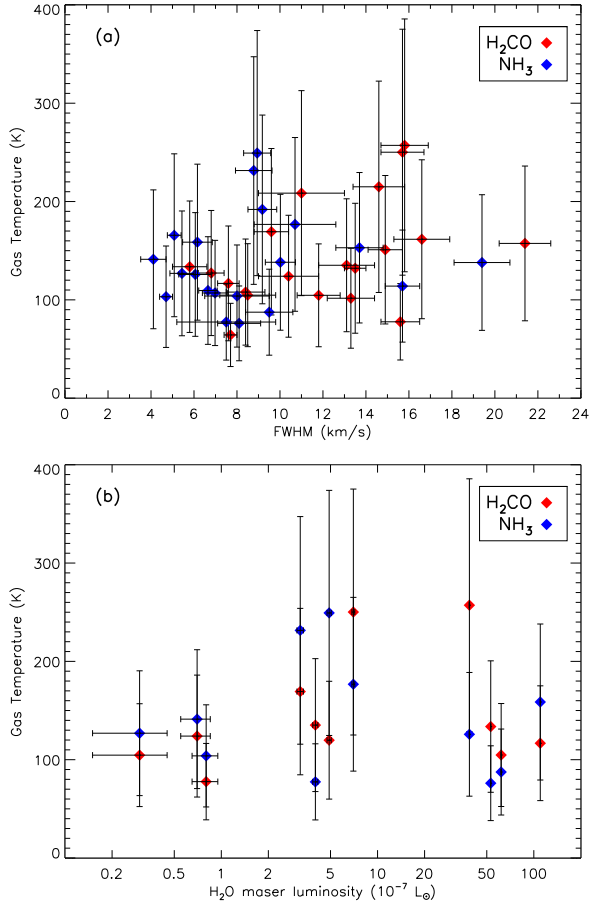 (a)
H₂CO
NH₃
Gas Temperature (K)
400
300
200
100
0
0 2 4 6 8 10 12 14 16 18 20 22 24
FWHM (km/s)
(b)
H₂CO
NH₃
Gas Temperature (K)
400
300
200
100
0
0.2 0.5 1 2 5 10 20 50 100
H₂O maser luminosity (10⁻⁷ L☉)